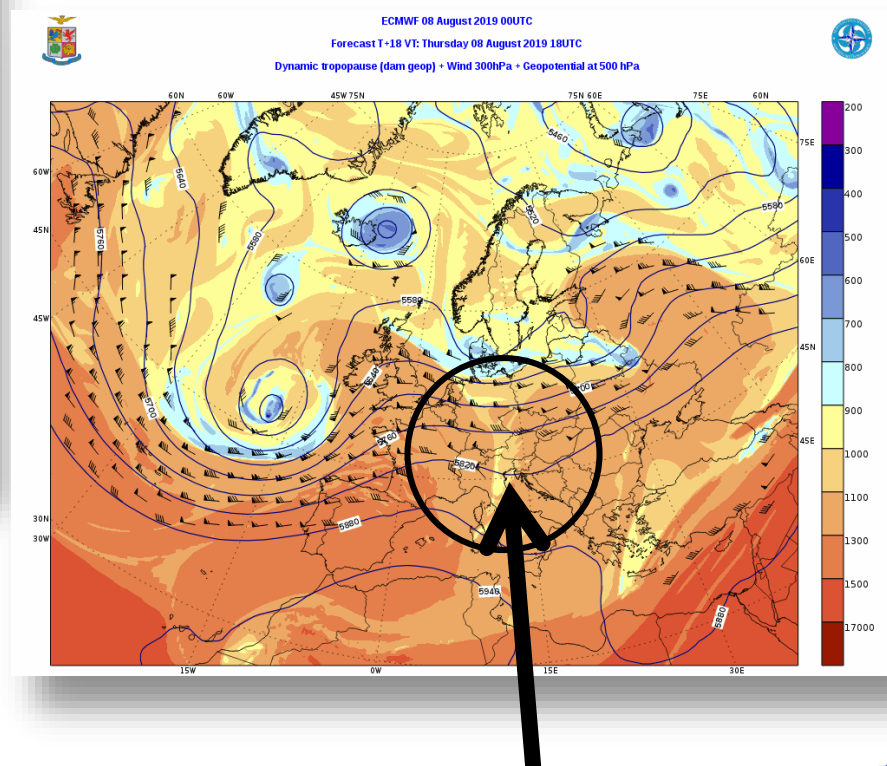 ECMWF 08 August 2019 00UTC
Forecast T+18 VT: Thursday 08 August 2019 18UTC
Dynamic tropopause (dam geop) + Wind 300hPa + Geopotential at 500 hPa
60N 60W 45W 75N 75N 60E 75E 60N
200
300
400
500
600
700
800
900
1000
1100
1300
1500
17000
60W
45N
45W
30N
30W
75E
60E
45N
45E
5460
5640
5580
5520
5580
5760
5580
5640
5700
5760
5820
5880
5940
5880
15W 0W 15E 30E